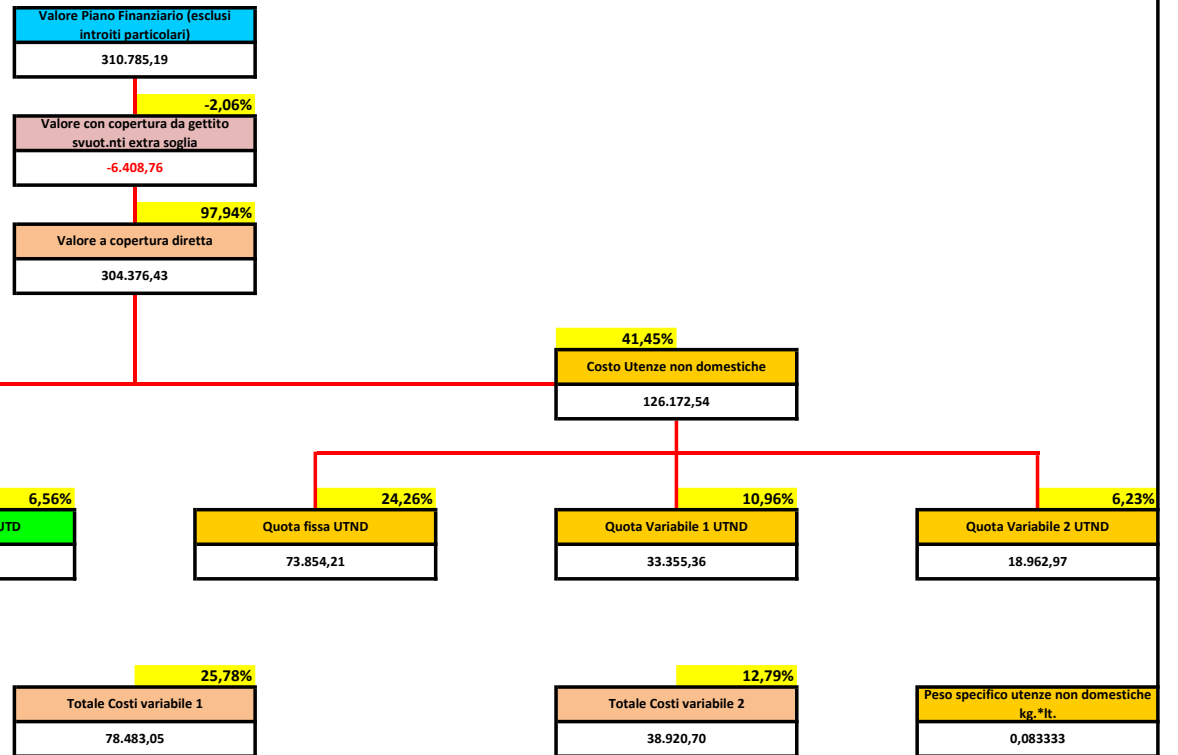 Valore Piano Finanziario (esclusi
introiti particolari)
310.785,19
-2,06%
Valore con copertura da gettito
svuot.nti extra soglia
-6.408,76
97,94%
Valore a copertura diretta
304.376,43
41,45%
Costo Utenze non domestiche
126.172,54
6,56%
24,26%
10,96%
6,23%
UTD
Quota fissa UTND
Quota Variabile 1 UTND
Quota Variabile 2 UTND
73.854,21
33.355,36
18.962,97
25,78%
12,79%
Totale Costi variabile 1
Totale Costi variabile 2
Peso specifico utenze non domestiche
kg.*lt.
78.483,05
38.920,70
0,083333